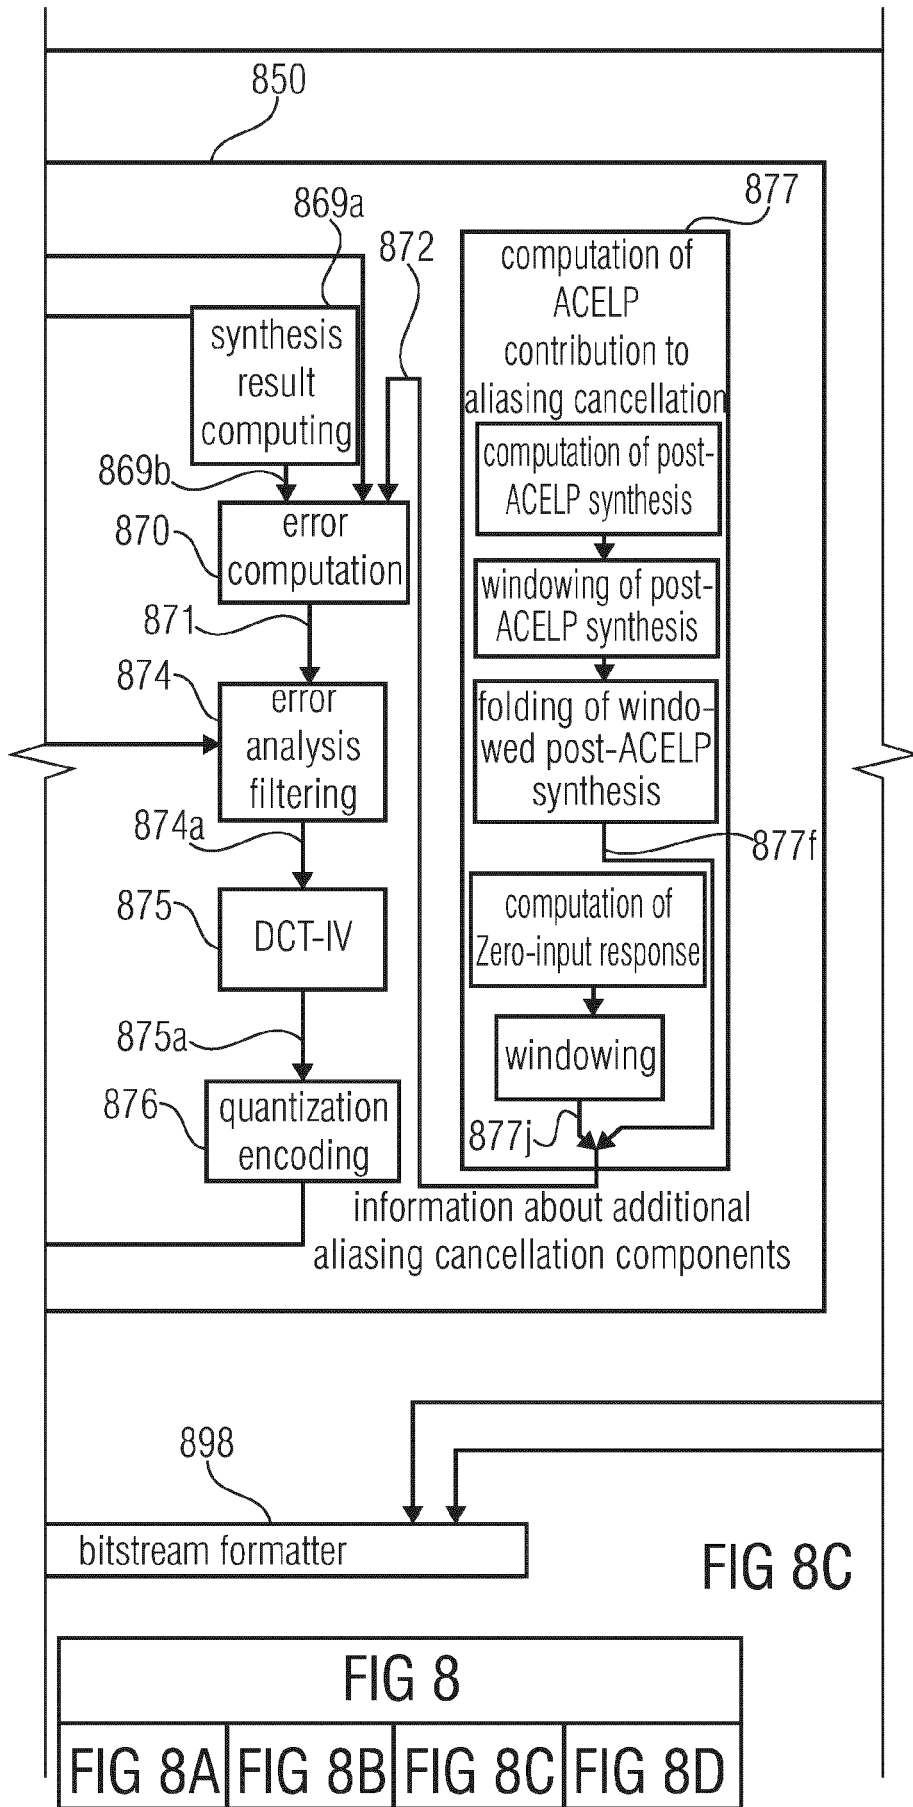 850
869a
872
877
computation of
ACELP
contribution to
aliasing cancellation
synthesis
result
computing
computation of post-
ACELP synthesis
869b
870
error
computation
windowing of post-
ACELP synthesis
871
874
error
analysis
filtering
folding of windo-
wed post-ACELP
synthesis
874a
877f
875
DCT-IV
computation of
Zero-input response
875a
windowing
876
quantization
encoding
877j
information about additional
aliasing cancellation components
898
bitstream formatter
FIG 8C
FIG 8
FIG 8A
FIG 8B
FIG 8C
FIG 8D